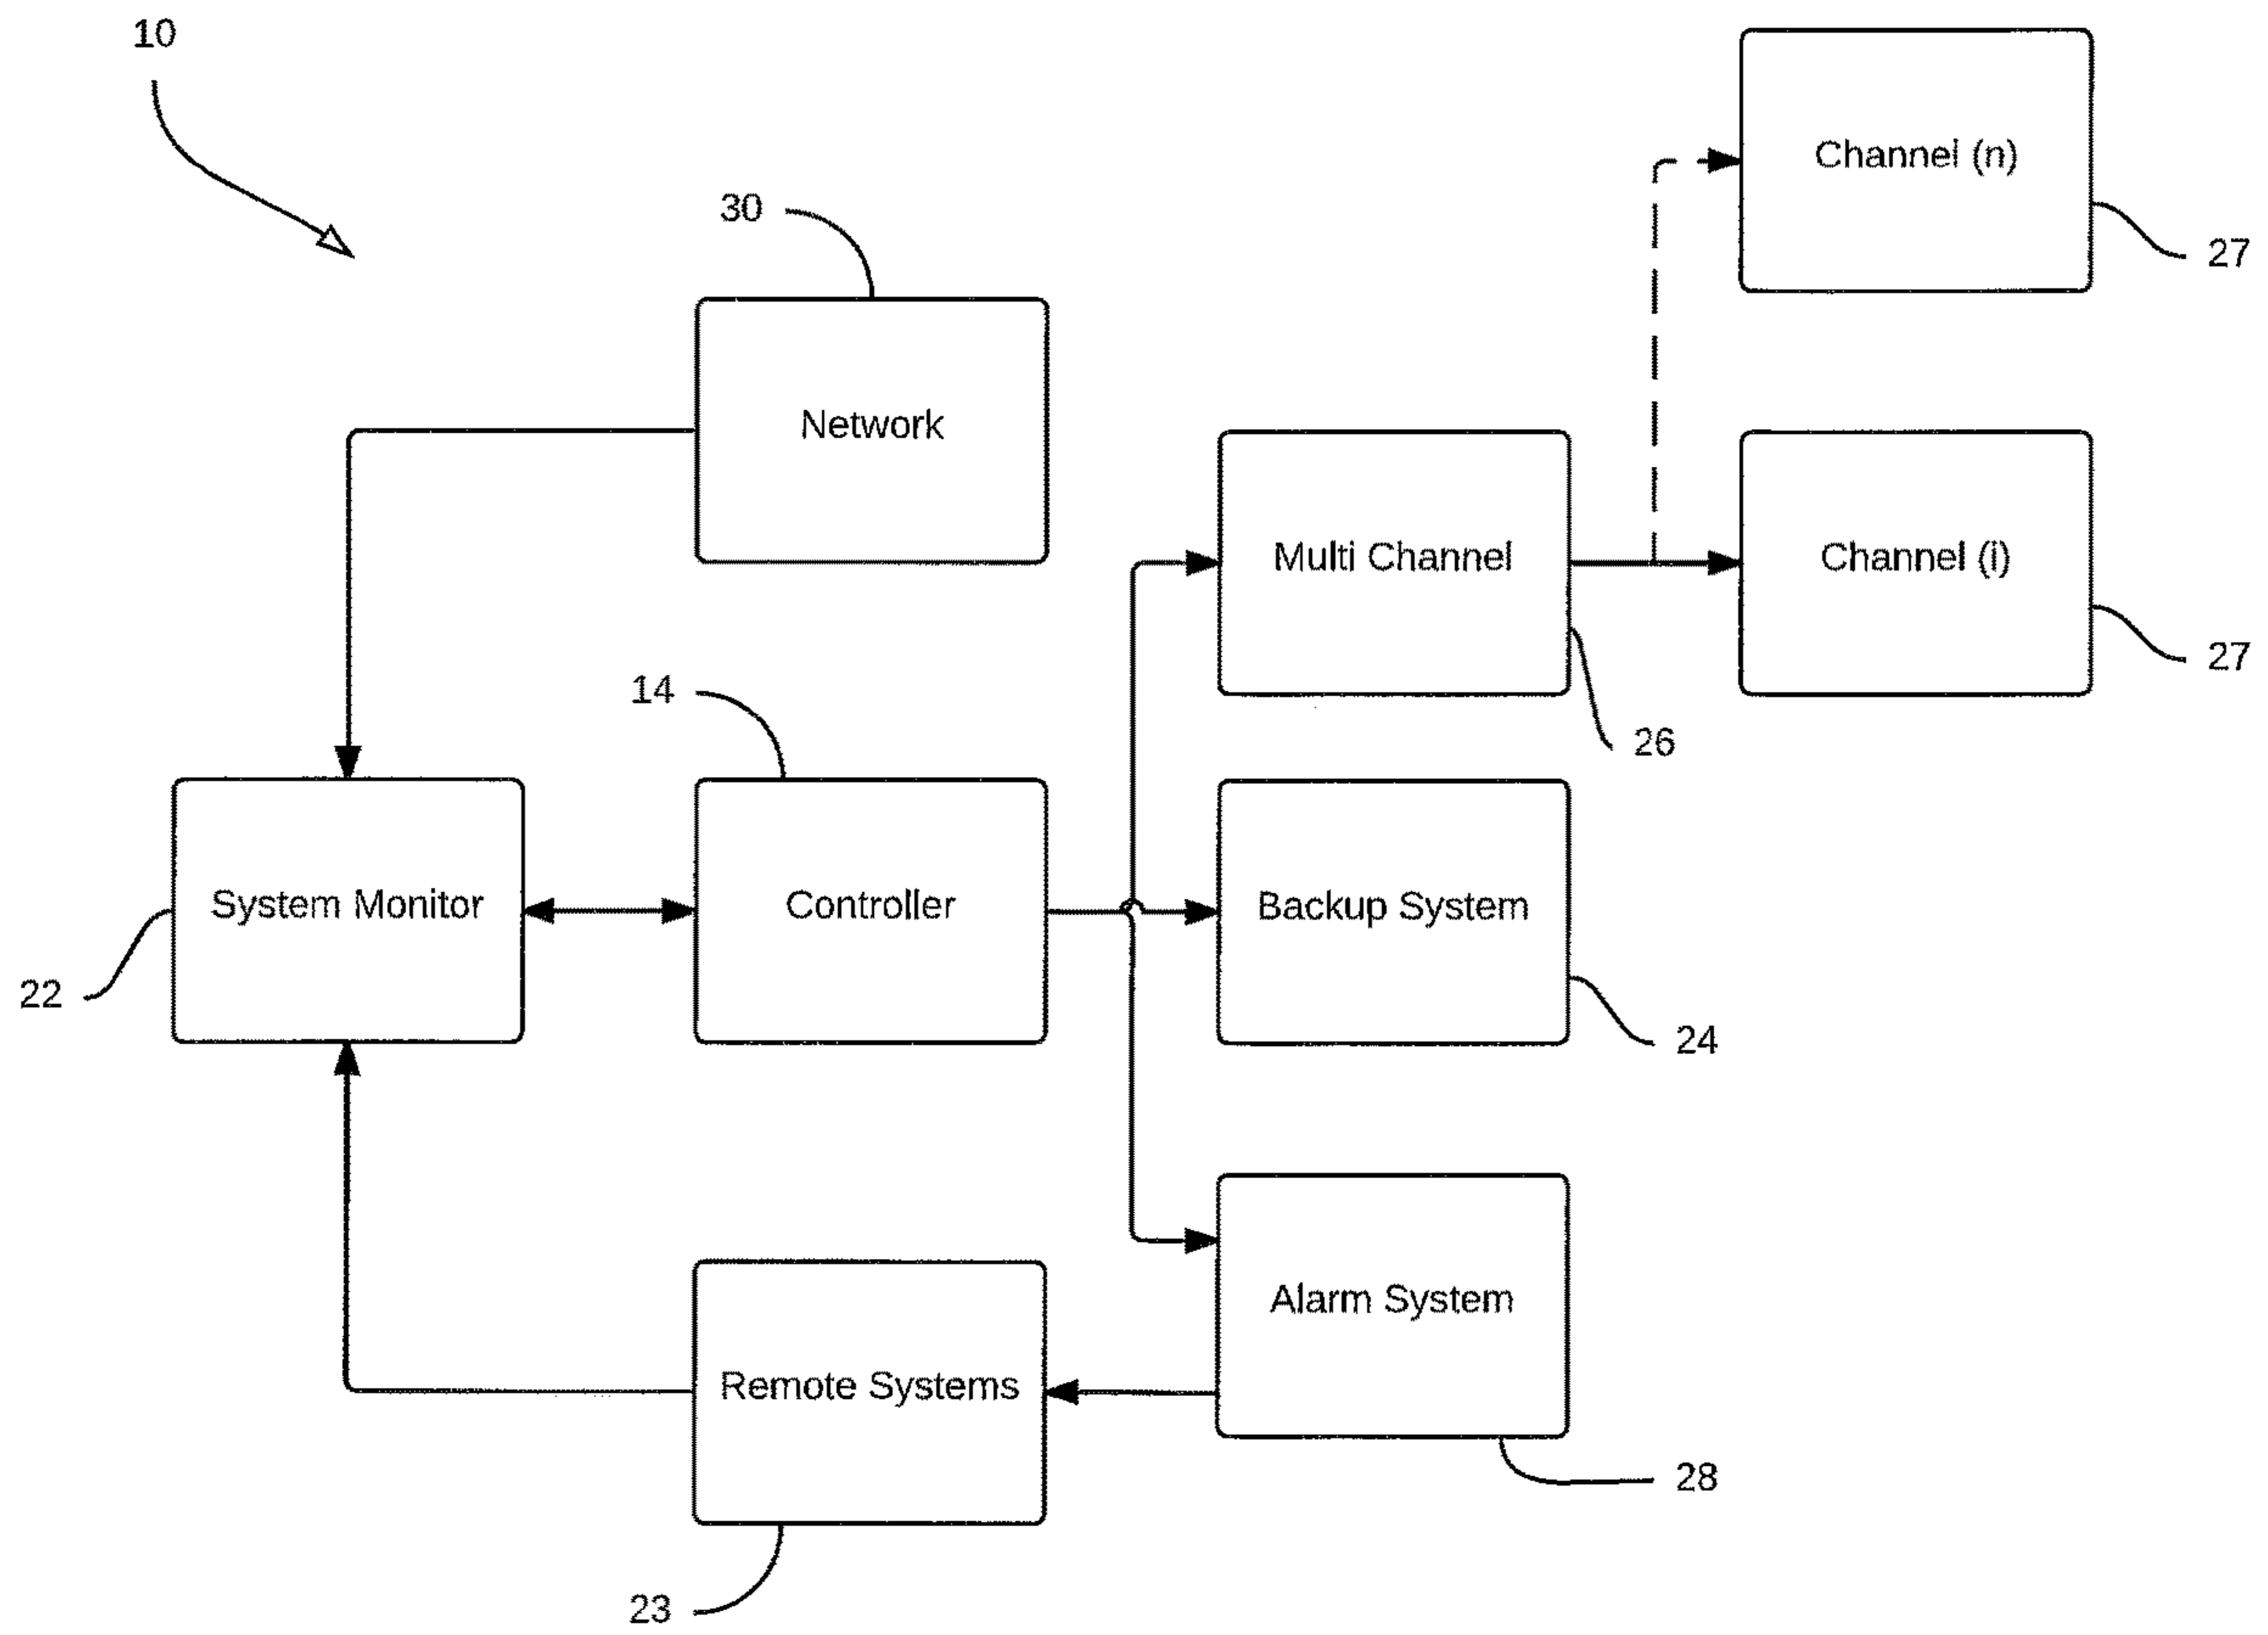 10
Channel (n)
27
30
Network
Multi Channel
Channel (i)
27
14
26
System Monitor
Controller
Backup System
22
24
Alarm System
Remote Systems
28
23